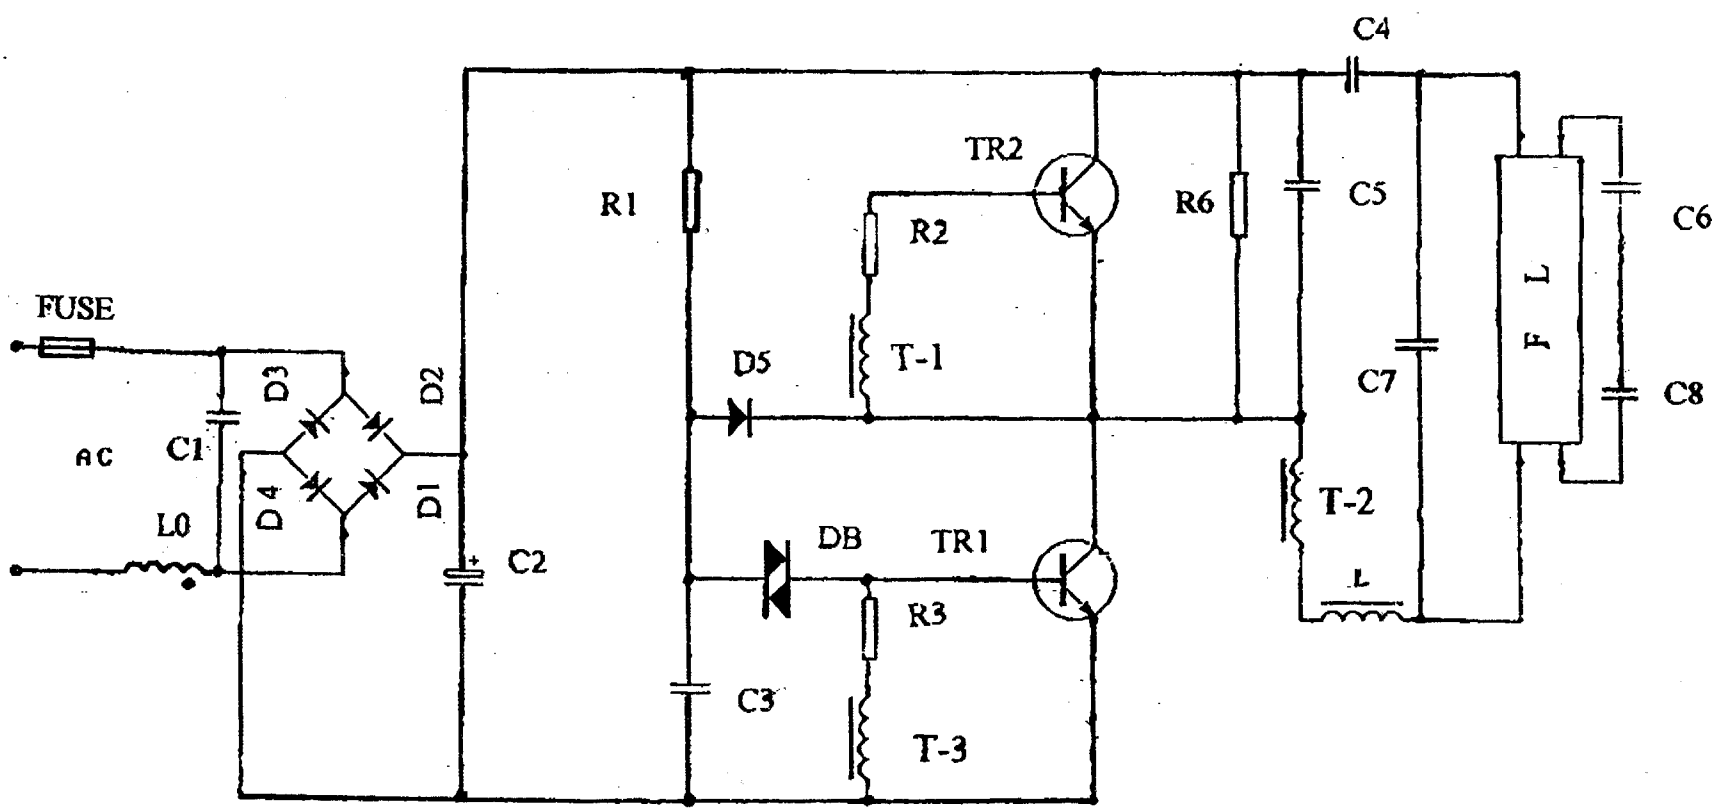 C4
TR2
R1
R2
R6
C5
C6
FUSE
D3
D2
D5
T-1
C7
F L
C8
AC
C1
D4
D1
L0
C2
DB
TR1
T-2
L
R3
C3
T-3
+